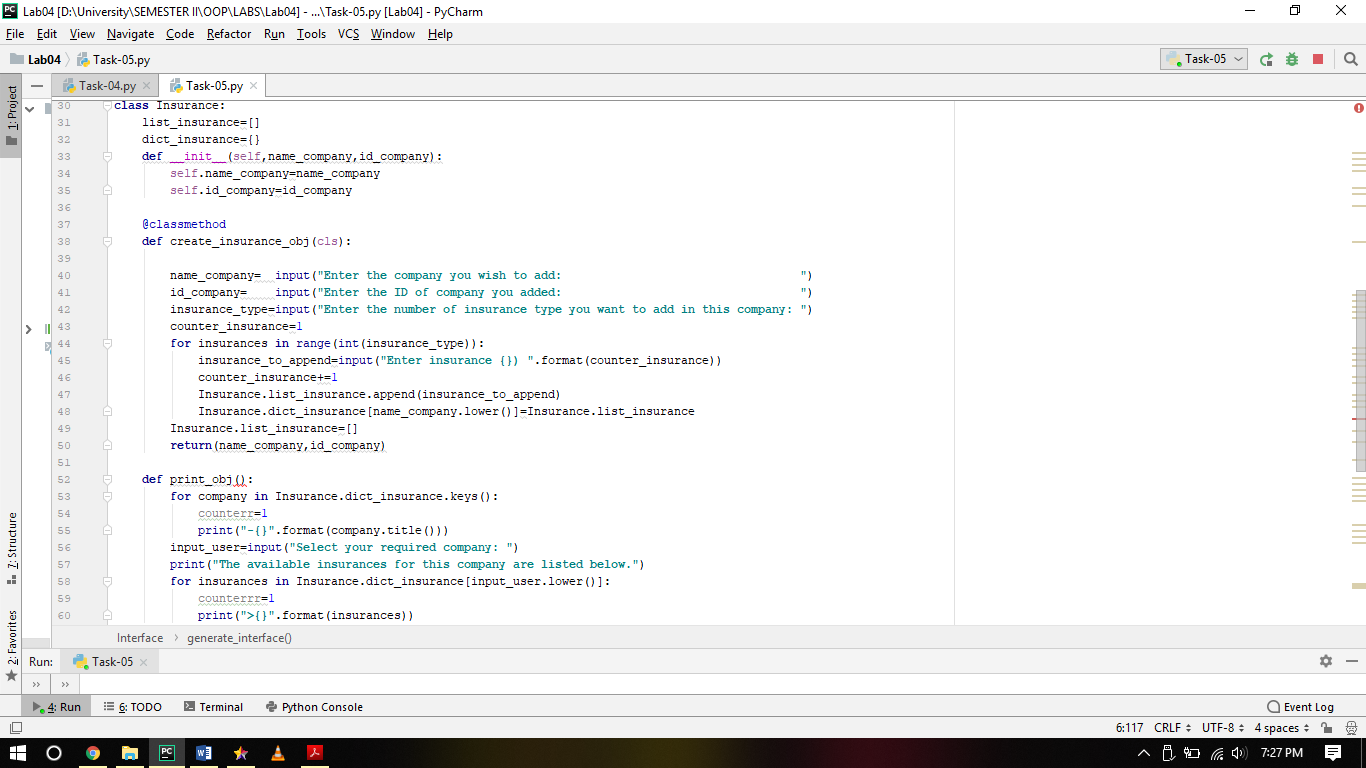 Lab04 [D:\University\SEMESTER II\OOP\LABS\Lab04] - ...\Task-05.py [Lab04] - PyCharm
File Edit View Navigate Code Refactor Run Tools VCS Window Help
Lab04 Task-05.py Task-05
Task-04.py Task-05.py
1: Project
30 class Insurance:
31 list_insurance=[]
32 dict_insurance={}
33 def __init__(self,name_company,id_company):
34 self.name_company=name_company
35 self.id_company=id_company
36
37 @classmethod
38 def create_insurance_obj(cls):
39
40 name_company=  input("Enter the company you wish to add:                                  ")
41 id_company=    input("Enter the ID of company you added:                                  ")
42 insurance_type=input("Enter the number of insurance type you want to add in this company: ")
43 counter_insurance=1
44 for insurances in range(int(insurance_type)):
45 insurance_to_append=input("Enter insurance {}) ".format(counter_insurance))
46 counter_insurance+=1
47 Insurance.list_insurance.append(insurance_to_append)
48 Insurance.dict_insurance[name_company.lower()]=Insurance.list_insurance
49 Insurance.list_insurance=[]
50 return(name_company,id_company)
51
52 def print_obj():
53 for company in Insurance.dict_insurance.keys():
54 counterr=1
55 print("-{}".format(company.title()))
56 input_user=input("Select your required company: ")
57 print("The available insurances for this company are listed below.")
58 for insurances in Insurance.dict_insurance[input_user.lower()]:
59 counterrr=1
60 print(">{}".format(insurances))
7: Structure
2: Favorites
Interface generate_interface()
Run: Task-05
4: Run 6: TODO Terminal Python Console Event Log
6:117 CRLF UTF-8 4 spaces
7:27 PM